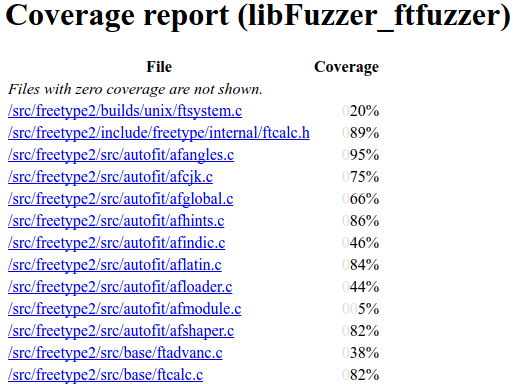 Coverage report (libFuzzer_ftfuzzer)
File Coverage
Files with zero coverage are not shown.
/src/freetype2/builds/unix/ftsystem.c 020%
/src/freetype2/include/freetype/internal/ftcalc.h 089%
/src/freetype2/src/autofit/afangles.c 095%
/src/freetype2/src/autofit/afcjk.c 075%
/src/freetype2/src/autofit/afglobal.c 066%
/src/freetype2/src/autofit/afhints.c 086%
/src/freetype2/src/autofit/afindic.c 046%
/src/freetype2/src/autofit/aflatin.c 084%
/src/freetype2/src/autofit/afloader.c 044%
/src/freetype2/src/autofit/afmodule.c 005%
/src/freetype2/src/autofit/afshaper.c 082%
/src/freetype2/src/base/ftadvanc.c 038%
/src/freetype2/src/base/ftcalc.c 082%